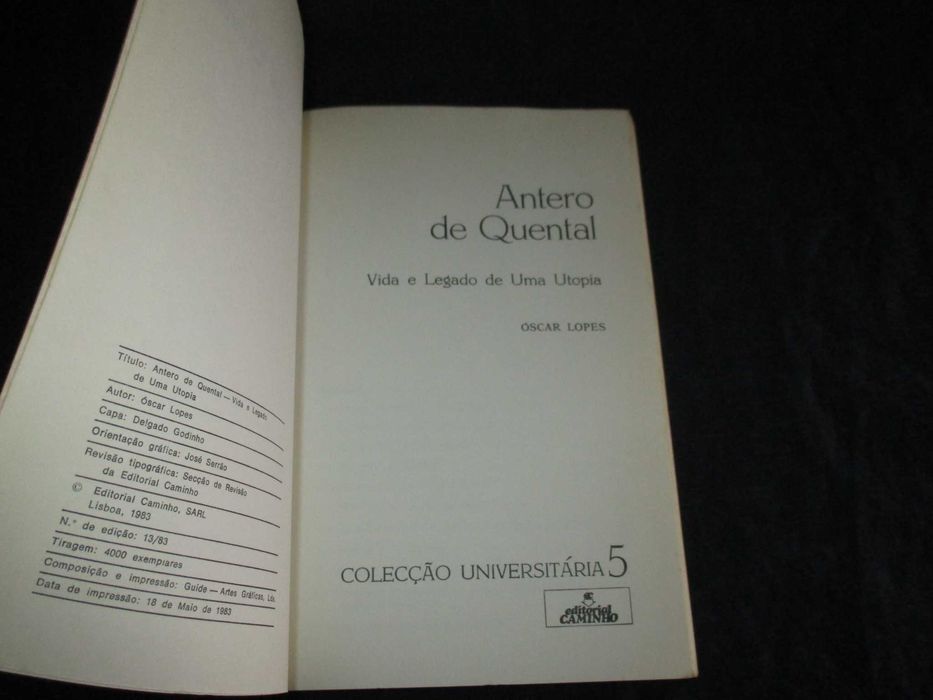 Título: Antero de Quental — Vida e Legado
de Uma Utopia
Autor: Óscar Lopes
Capa: Delgado Godinho
Orientação gráfica: José Serrão
Revisão tipográfica: Secção de Revisão
da Editorial Caminho
© Editorial Caminho, SARL
Lisboa, 1983
N.º de edição: 13/83
Tiragem: 4000 exemplares
Composição e impressão: Guide — Artes Gráficas, Lda.
Data de impressão: 18 de Maio de 1983
Antero
de Quental
Vida e Legado de Uma Utopia
ÓSCAR LOPES
COLECÇÃO UNIVERSITÁRIA 5
editorial
CAMINHO